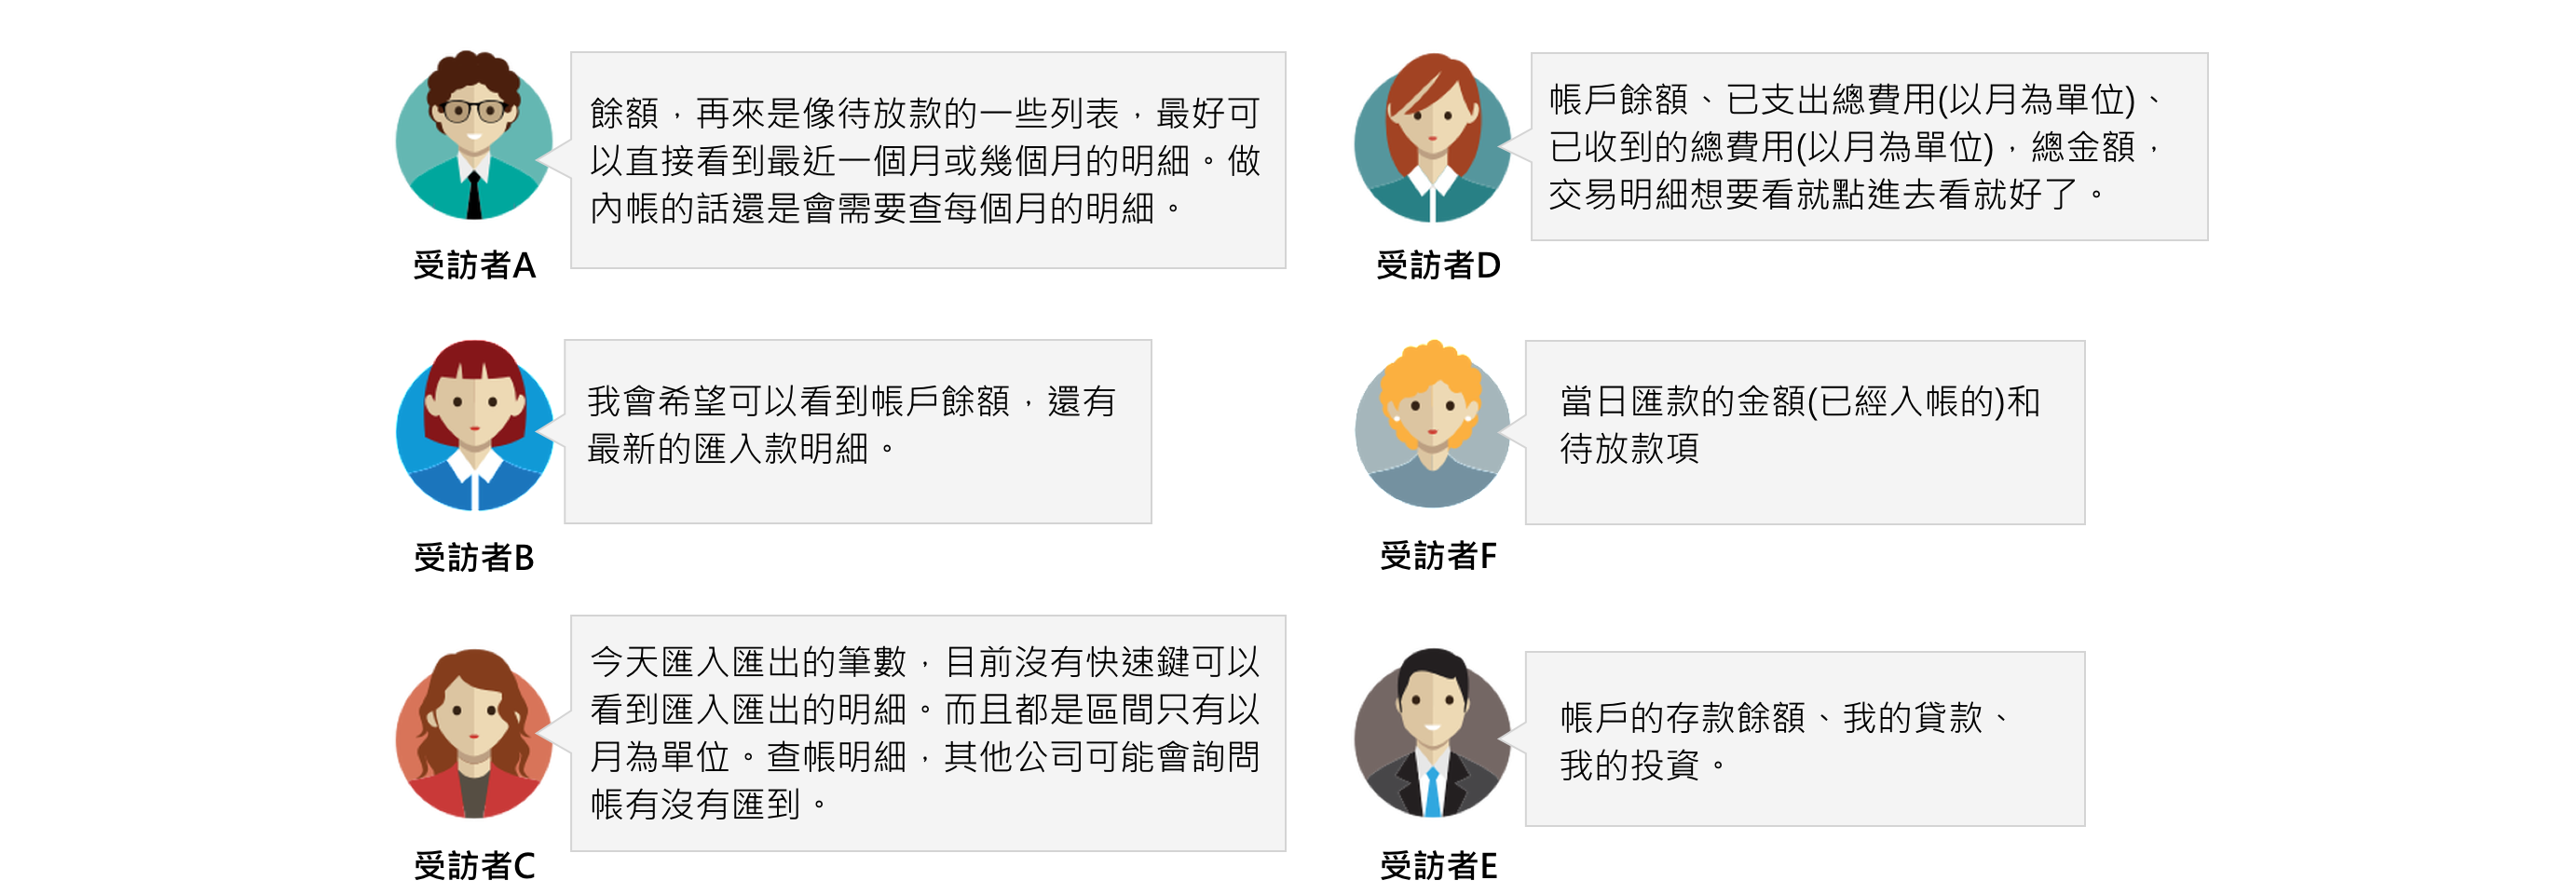 餘額，再來是像待放款的一些列表，最好可
以直接看到最近一個月或幾個月的明細。做
內帳的話還是會需要查每個月的明細。
受訪者A
我會希望可以看到帳戶餘額，還有
最新的匯入款明細。
受訪者B
今天匯入匯出的筆數，目前沒有快速鍵可以
看到匯入匯出的明細。而且都是區間只有以
月為單位。查帳明細，其他公司可能會詢問
帳有沒有匯到。
受訪者C
帳戶餘額、已支出總費用(以月為單位)、
已收到的總費用(以月為單位)，總金額，
交易明細想要看就點進去看就好了。
受訪者D
當日匯款的金額(已經入帳的)和
待放款項
受訪者F
帳戶的存款餘額、我的貸款、
我的投資。
受訪者E